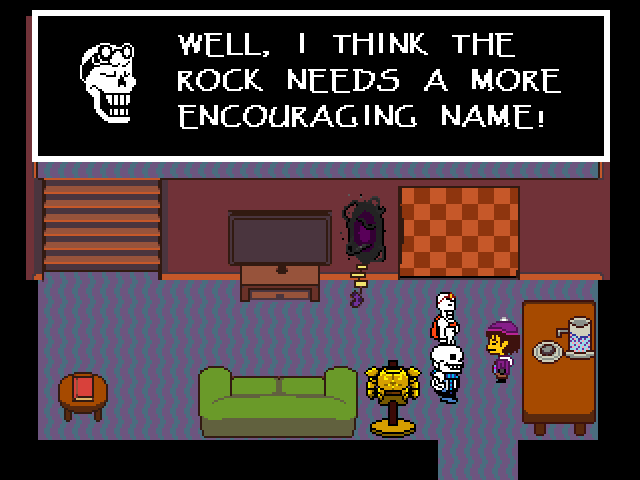 WELL, I THINK THE
ROCK NEEDS A MORE
ENCOURAGING NAME!